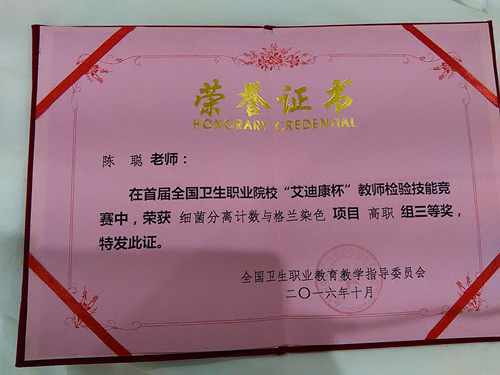 荣誉证书
HONORARY CREDENTIAL
陈 聪 老师：
在首届全国卫生职业院校“艾迪康杯”教师检验技能竞
赛中，荣获 细菌分离计数与格兰染色 项目 高职 组三等奖，
特发此证。
全国卫生职业教育教学指导委员会
二〇一六年十月